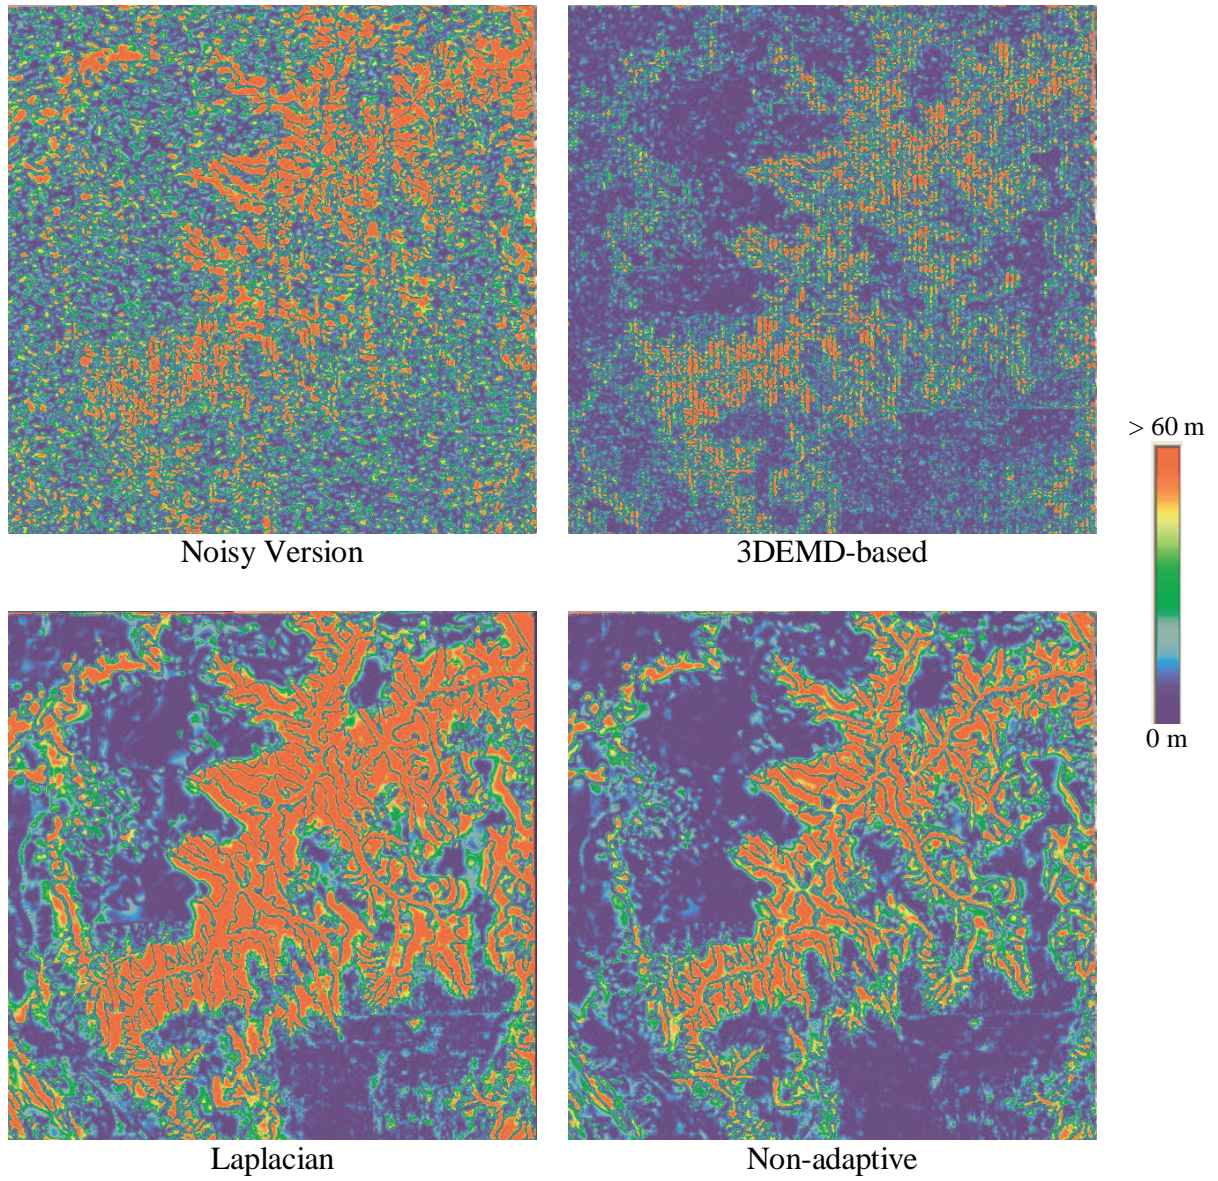 Noisy Version
3DEMD-based
> 60 m
0 m
Laplacian
Non-adaptive